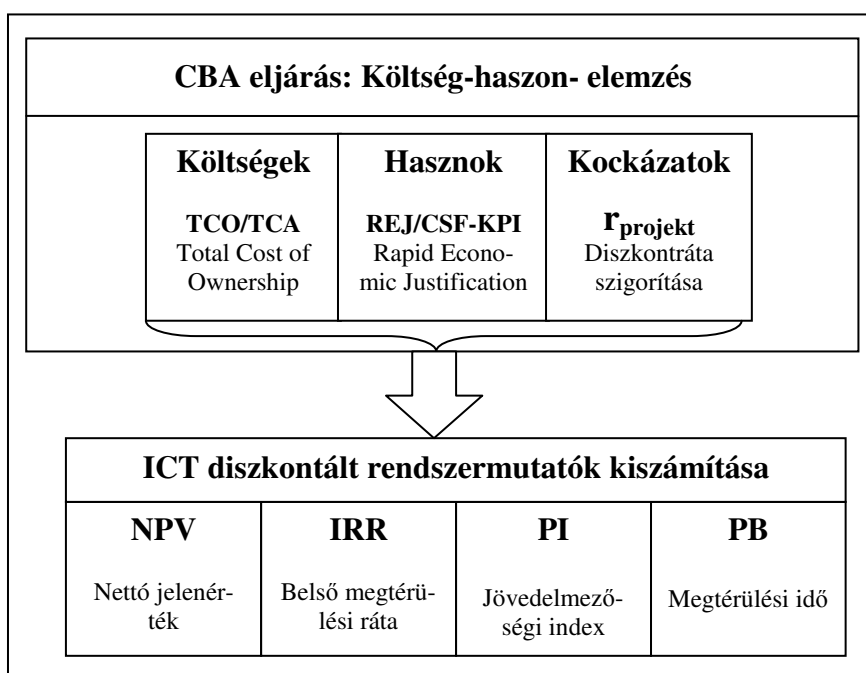 CBA eljárás: Költség-haszon- elemzés
Költségek
TCO/TCA
Total Cost of
Ownership
Hasznok
REJ/CSF-KPI
Rapid Econo-
mic Justification
Kockázatok
rprojekt
Diszkontráta
szigorítása
ICT diszkontált rendszermutatók kiszámítása
NPV
Nettó jelenér-
ték
IRR
Belső megtérü-
lési ráta
PI
Jövedelmező-
ségi index
PB
Megtérülési idő